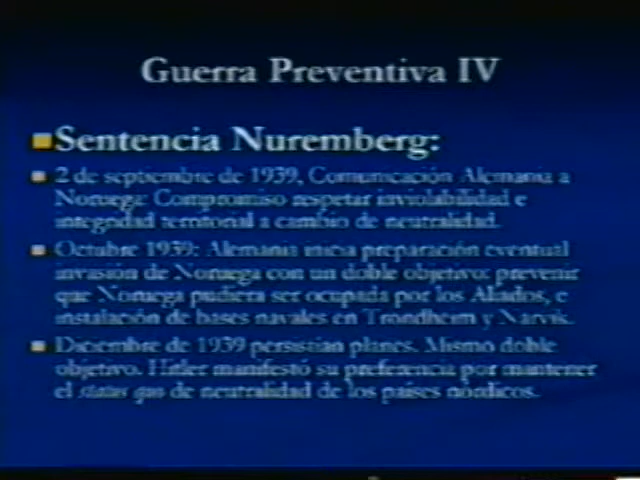 Guerra Preventiva IV
Sentencia Nuremberg:
2 de septiembre de 1939, Comunicación Alemania a
Noruega: Compromiso respetar inviolabilidad e
integridad territorial a cambio de neutralidad.
Octubre 1939: Alemania inicia preparación eventual
invasión de Noruega con un doble objetivo: prevenir
que Noruega pudiera ser ocupada por los Aliados, e
instalación de bases navales en Trondheim y Narvik.
Diciembre de 1939 persistían planes. Mismo doble
objetivo. Hitler manifestó su preferencia por mantener
el status quo de neutralidad de los países nórdicos.